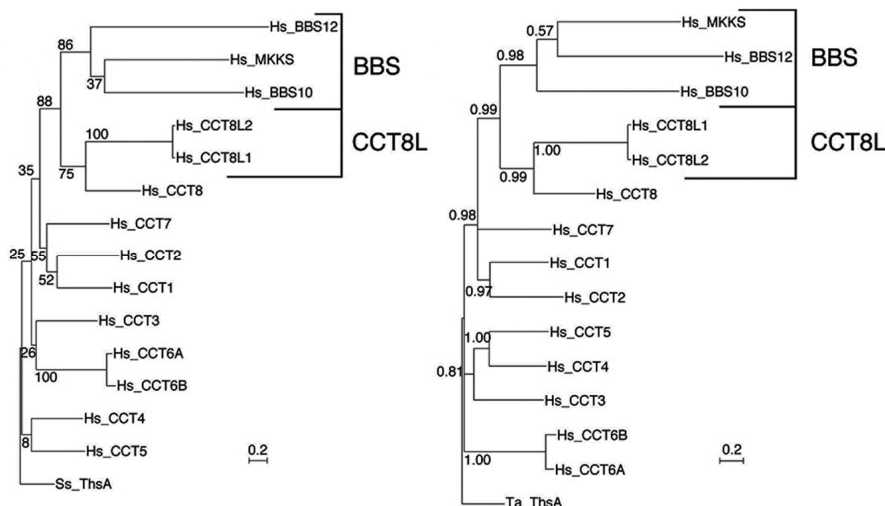 Hs_BBS12
86
Hs_MKKS
37
Hs_BBS10
BBS
88
100
Hs_CCT8L2
Hs_CCT8L1
CCT8L
75
Hs_CCT8
35
Hs_CCT7
25
55
Hs_CCT2
52
Hs_CCT1
Hs_CCT3
26
Hs_CCT6A
100
Hs_CCT6B
Hs_CCT4
8
Hs_CCT5
0.2
Ss_ThsA
Hs_MKKS
0.57
0.98
Hs_BBS12
Hs_BBS10
BBS
0.99
Hs_CCT8L1
1.00
Hs_CCT8L2
CCT8L
0.99
Hs_CCT8
0.98
Hs_CCT7
Hs_CCT1
0.97
Hs_CCT2
Hs_CCT5
1.00
Hs_CCT4
0.81
Hs_CCT3
Hs_CCT6B
1.00
Hs_CCT6A
0.2
Ta_ThsA